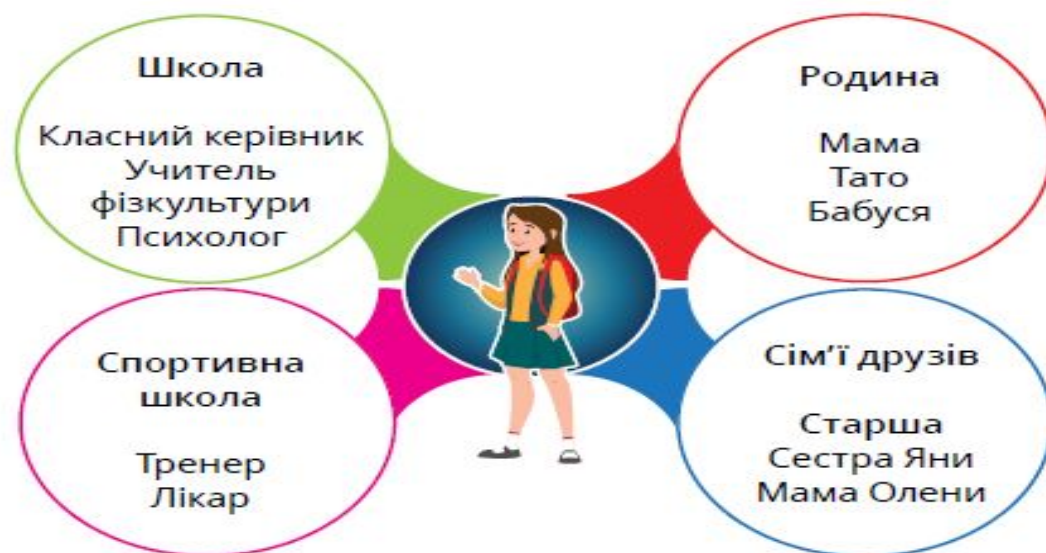 Школа
Класний керівник
Учитель
фізкультури
Психолог
Родина
Мама
Тато
Бабуся
Спортивна
школа
Тренер
Лікар
Сім’ї друзів
Старша
Сестра Яни
Мама Олени